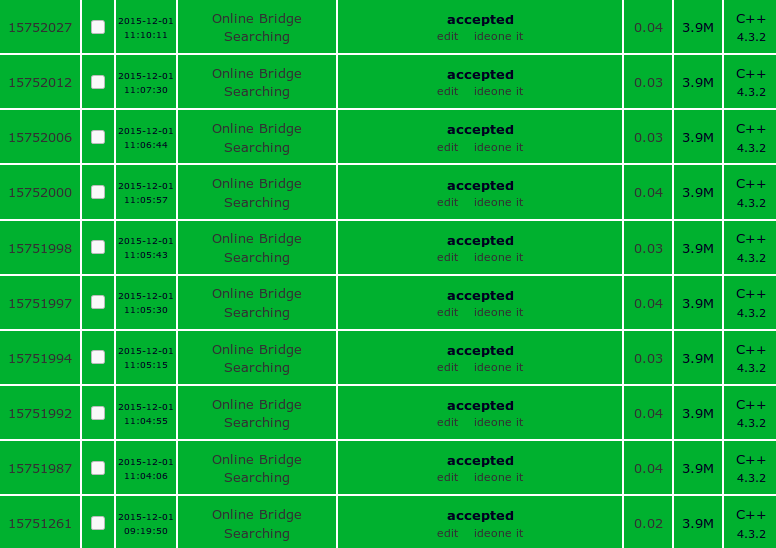 15752027 2015-12-01 11:10:11 Online Bridge Searching accepted edit ideone it 0.04 3.9M C++ 4.3.2
15752012 2015-12-01 11:07:30 Online Bridge Searching accepted edit ideone it 0.03 3.9M C++ 4.3.2
15752006 2015-12-01 11:06:44 Online Bridge Searching accepted edit ideone it 0.03 3.9M C++ 4.3.2
15752000 2015-12-01 11:05:57 Online Bridge Searching accepted edit ideone it 0.04 3.9M C++ 4.3.2
15751998 2015-12-01 11:05:43 Online Bridge Searching accepted edit ideone it 0.03 3.9M C++ 4.3.2
15751997 2015-12-01 11:05:30 Online Bridge Searching accepted edit ideone it 0.04 3.9M C++ 4.3.2
15751994 2015-12-01 11:05:15 Online Bridge Searching accepted edit ideone it 0.03 3.9M C++ 4.3.2
15751992 2015-12-01 11:04:55 Online Bridge Searching accepted edit ideone it 0.04 3.9M C++ 4.3.2
15751987 2015-12-01 11:04:06 Online Bridge Searching accepted edit ideone it 0.04 3.9M C++ 4.3.2
15751261 2015-12-01 09:19:50 Online Bridge Searching accepted edit ideone it 0.02 3.9M C++ 4.3.2